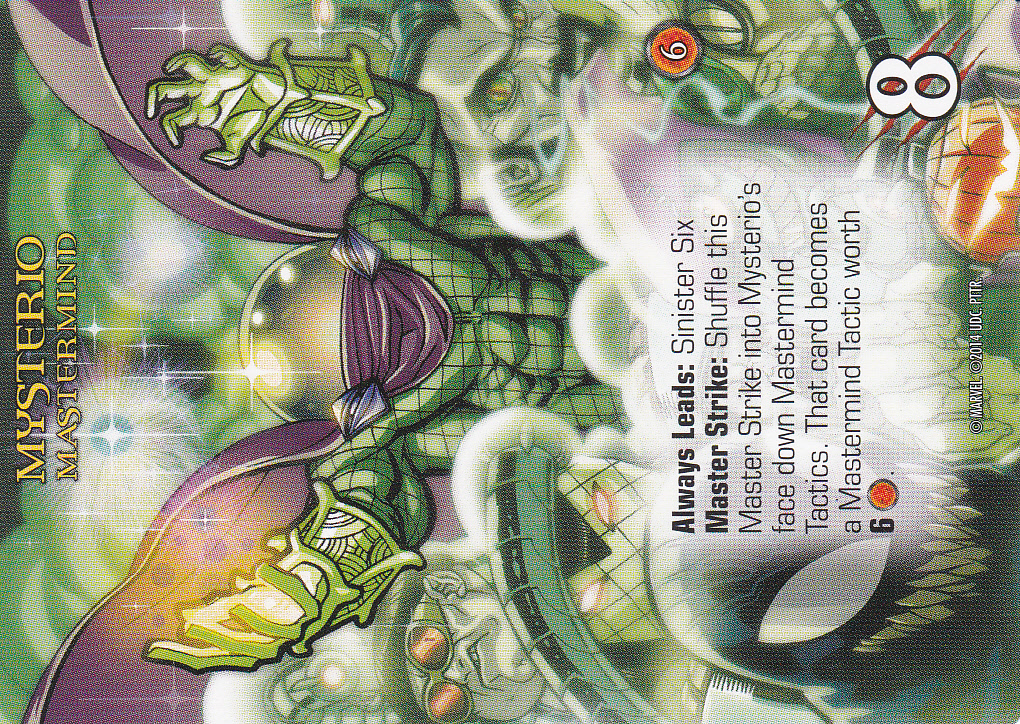 MYSTERIO
MASTERMIND
Always Leads: Sinister Six
Master Strike: Shuffle this
Master Strike into Mysterio's
face down Mastermind
Tactics. That card becomes
a Mastermind Tactic worth
6 .
6
8
© MARVEL. ©2014 UDC. PTTR.